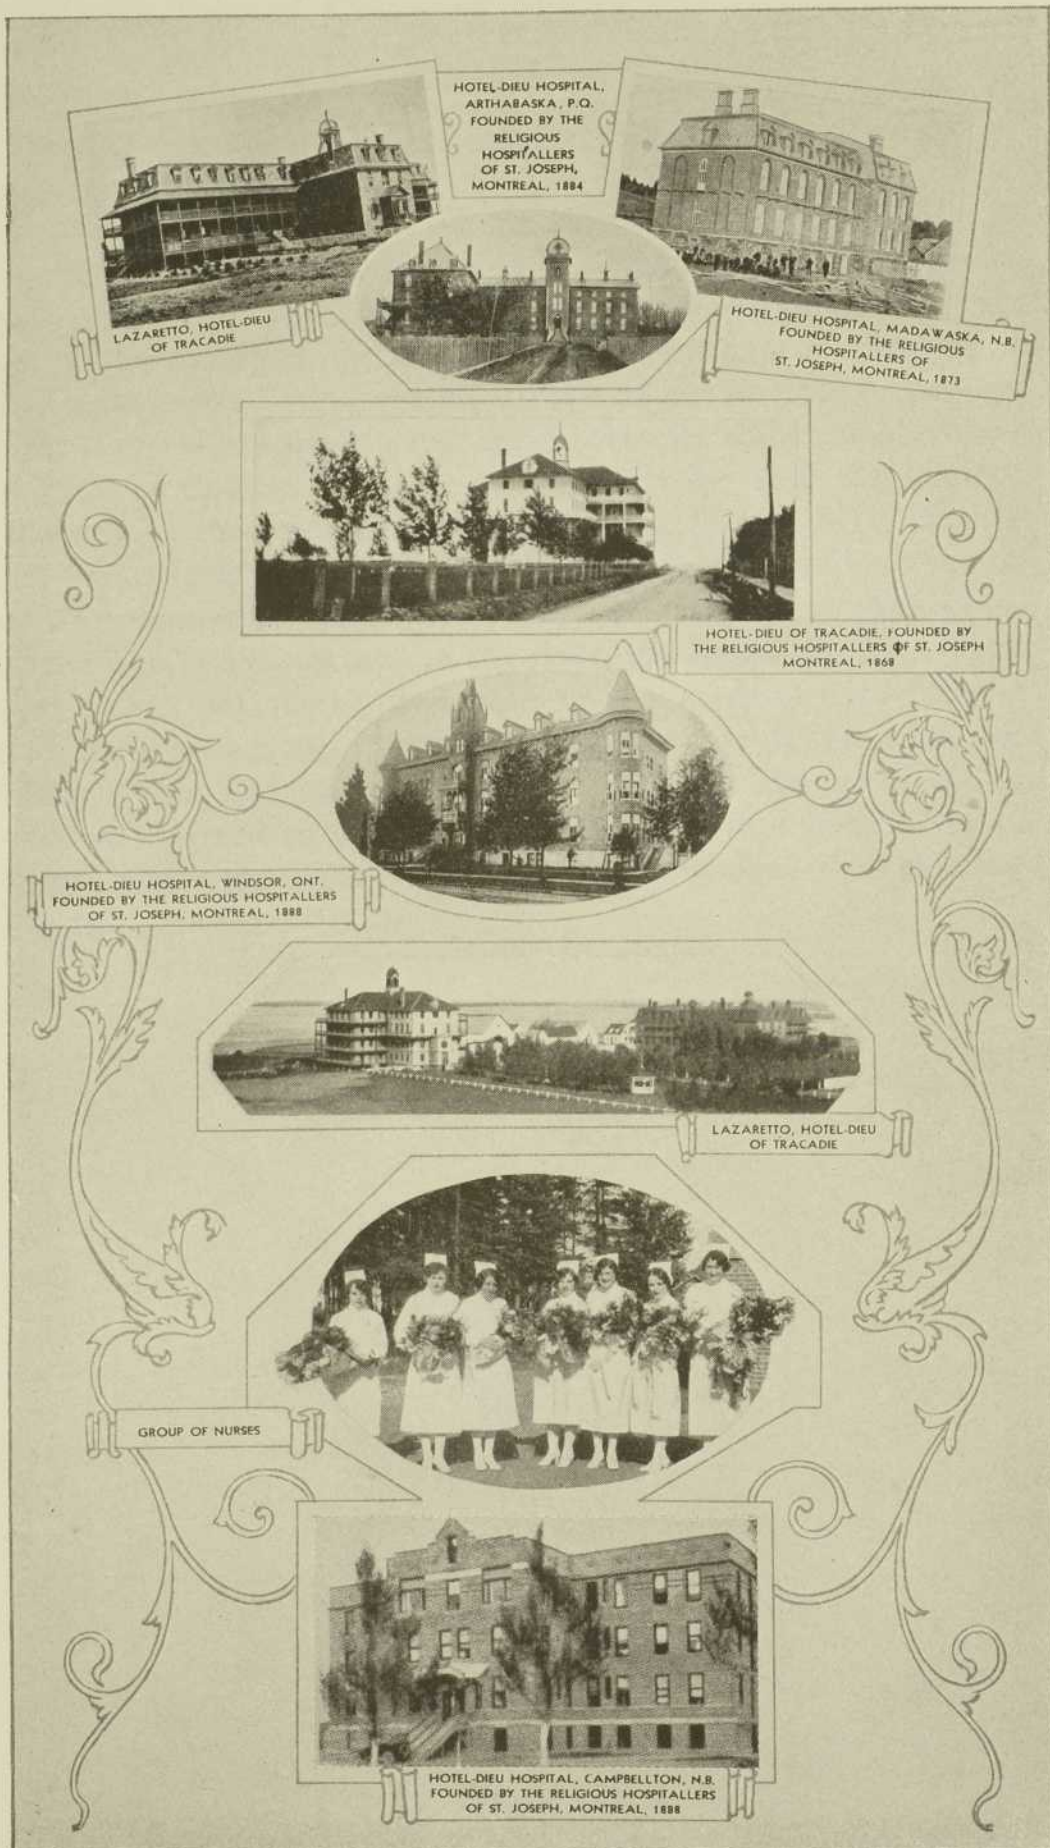 HOTEL-DIEU HOSPITAL,
ARTHABASKA, P.Q.
FOUNDED BY THE
RELIGIOUS
HOSPITALLERS
OF ST. JOSEPH,
MONTREAL, 1884
LAZARETTO, HOTEL-DIEU
OF TRACADIE
HOTEL-DIEU HOSPITAL, MADAWASKA, N.B.
FOUNDED BY THE RELIGIOUS
HOSPITALLERS OF
ST. JOSEPH, MONTREAL, 1873
HOTEL-DIEU OF TRACADIE, FOUNDED BY
THE RELIGIOUS HOSPITALLERS OF ST. JOSEPH
MONTREAL, 1868
HOTEL-DIEU HOSPITAL, WINDSOR, ONT.
FOUNDED BY THE RELIGIOUS HOSPITALLERS
OF ST. JOSEPH, MONTREAL, 1888
LAZARETTO, HOTEL-DIEU
OF TRACADIE
GROUP OF NURSES
HOTEL-DIEU HOSPITAL, CAMPBELLTON, N.B.
FOUNDED BY THE RELIGIOUS HOSPITALLERS
OF ST. JOSEPH, MONTREAL, 1888